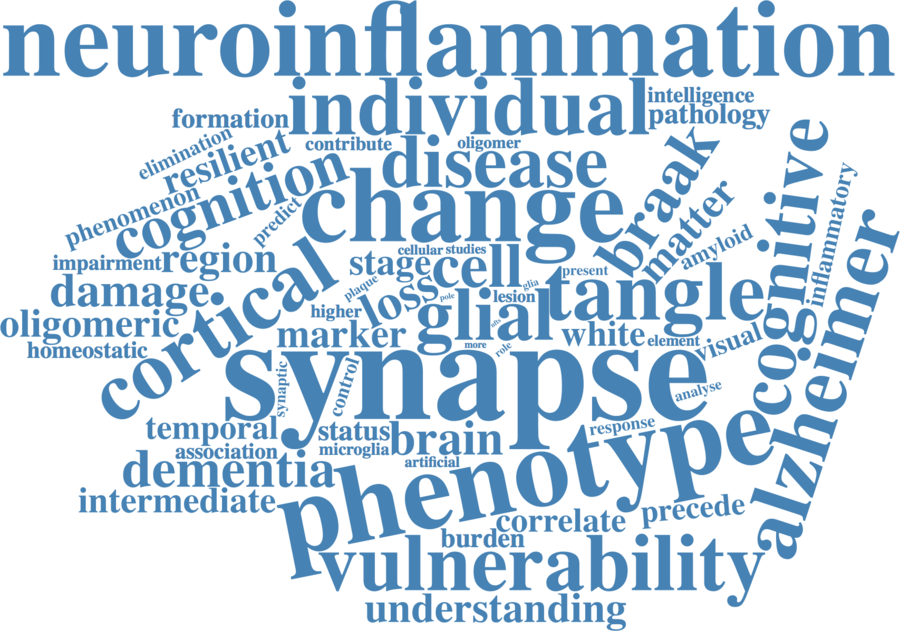 neuroinflammation
individual
intelligence
pathology
formation
contribute
oligomer
elimination
resilient
disease
braak
cognitive
inflammatory
cognition
phenomenon
predict
change
matter
amyloid
alzheimer
impairment
region
cellular
studies
stage
cell
present
tangle
damage
plaque
loss
pole
lesion
glia
higher
glial
cortical
oligomeric
homeostatic
marker
more
role
white
element
visual
synapse
synaptic
control
analyse
temporal
status
brain
response
phenotype
association
microglia
artificial
dementia
intermediate
correlate
precede
burden
vulnerability
understanding